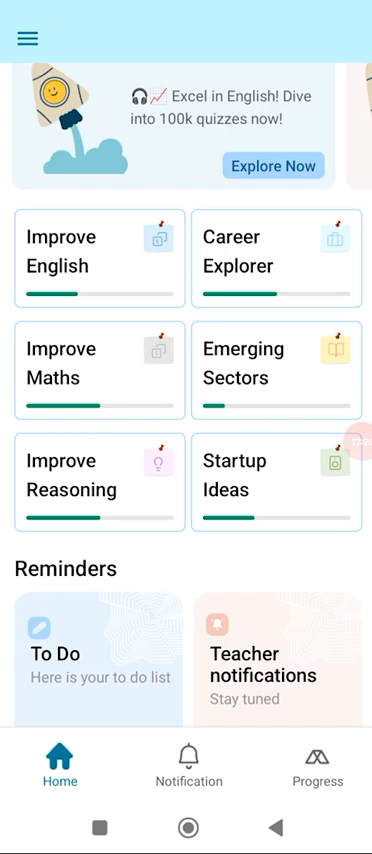 🎧📈 Excel in English! Dive
into 100k quizzes now!
Explore Now
Improve
English
Career
Explorer
Improve
Maths
Emerging
Sectors
Improve
Reasoning
Startup
Ideas
Reminders
To Do
Here is your to do list
Teacher
notifications
Stay tuned
Home
Notification
Progress